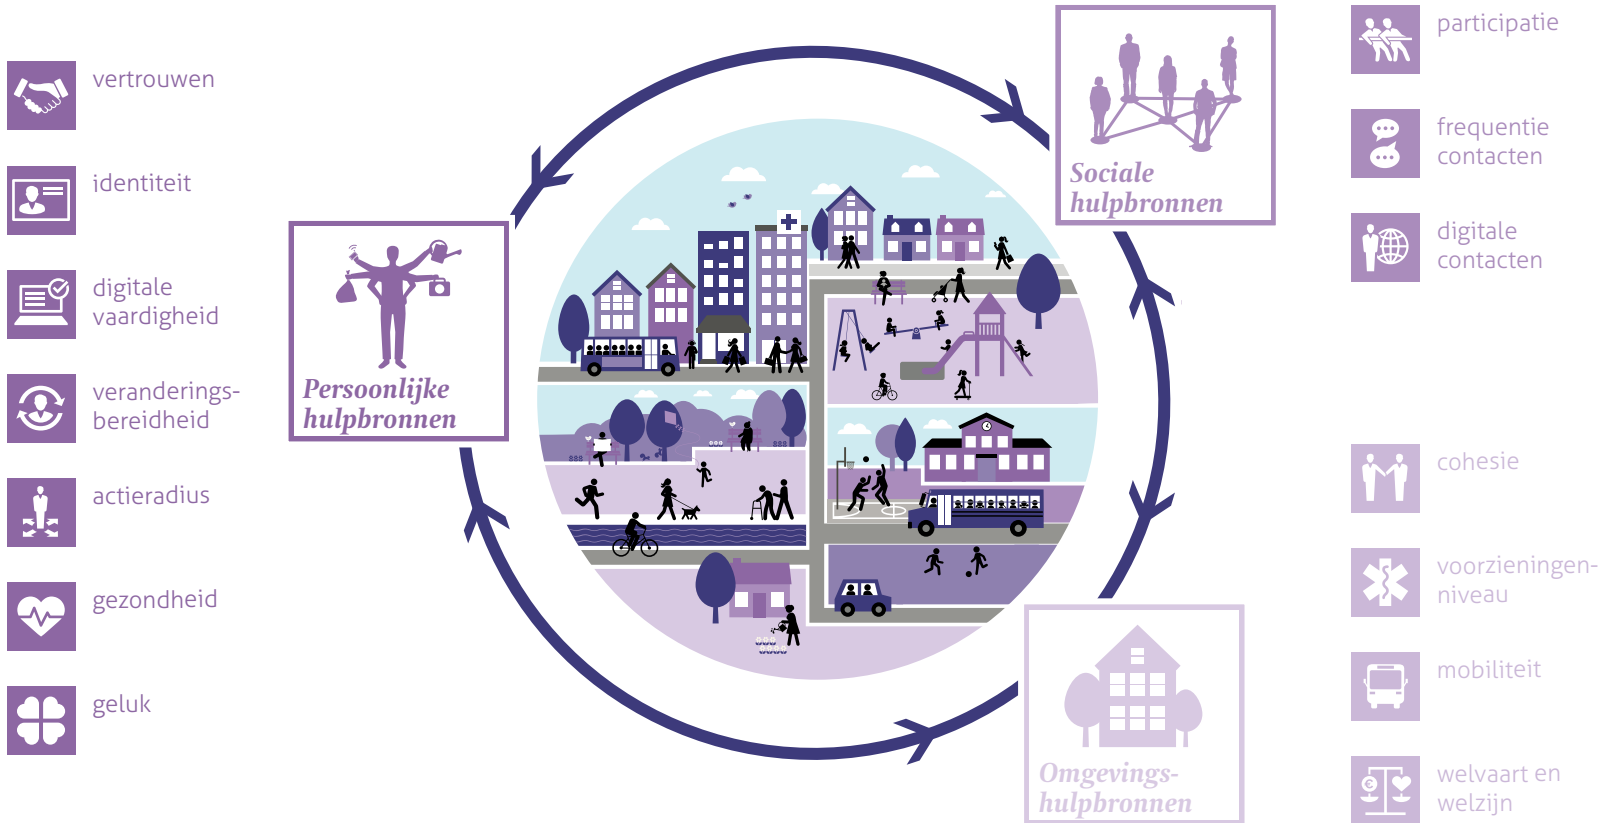 vertrouwen
identiteit
digitale
vaardigheid
veranderings-
bereidheid
actieradius
gezondheid
geluk
Persoonlijke
hulpbronnen
Sociale
hulpbronnen
Omgevings-
hulpbronnen
participatie
frequentie
contacten
digitale
contacten
cohesie
voorzieningen-
niveau
mobiliteit
€
welvaart en
welzijn